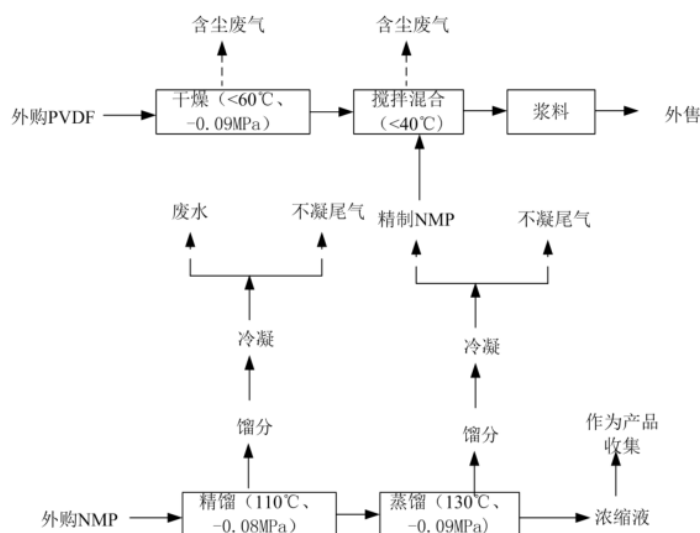 含尘废气
含尘废气
外购PVDF
干燥（<60℃、
-0.09MPa）
搅拌混合
（<40℃）
浆料
外售
废水
不凝尾气
精制NMP
不凝尾气
冷凝
冷凝
馏分
馏分
作为产品
收集
外购NMP
精馏（110℃、
-0.08MPa）
蒸馏（130℃、
-0.09MPa）
浓缩液